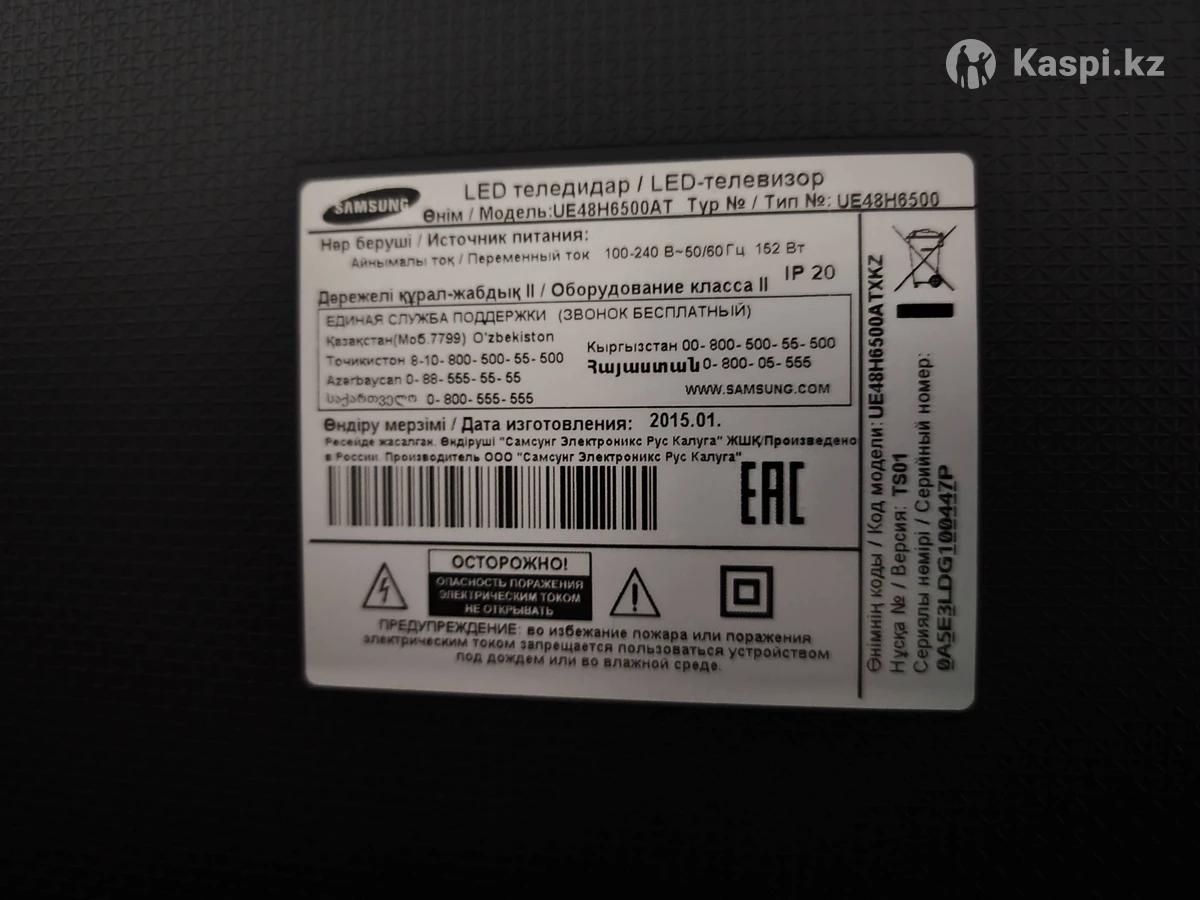 Kaspi.kz
SAMSUNG
LED теледидар / LED-телевизор
Өнім / Модель:UE48H6500AT Тур № / Тип №: UE48H6500
Нәр беруші / Источник питания:
Айнымалы ток / Переменный ток 100-240 В~50/60 Гц 152 Вт
IP 20
Дәрежелі құрал-жабдық II / Оборудование класса II
ЕДИНАЯ СЛУЖБА ПОДДЕРЖКИ (ЗВОНОК БЕСПЛАТНЫЙ)
Қазақстан(Моб.7799) O'zbekiston
Точикистон 8-10-800-500-55-500
Azərbaycan 0-88-555-55-55
საქართველო 0-800-555-555
Кыргызстан 00-800-500-55-500
Հայաստան 0-800-05-555
WWW.SAMSUNG.COM
Өндіру мерзімі / Дата изготовления: 2015.01.
Ресейде жасалған. Өндіруші "Самсунг Электроникс Рус Калуга" ЖШҚ/Произведено
в России. Производитель ООО "Самсунг Электроникс Рус Калуга"
EAC
ОСТОРОЖНО!
ОПАСНОСТЬ ПОРАЖЕНИЯ
ЭЛЕКТРИЧЕСКИМ ТОКОМ
НЕ ОТКРЫВАТЬ
ПРЕДУПРЕЖДЕНИЕ: во избежание пожара или поражения
электрическим током запрещается пользоваться устройством
под дождем или во влажной среде.
Өнімнің коды / Код модели: UE48H6500ATXKZ
Нұсқа № / Версия: TS01
Сериялы нөмірі / Серийный номер:
0A5E3LDG100447P